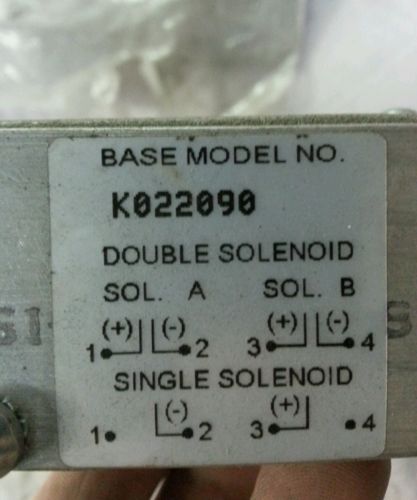 BASE MODEL NO.
K022090
DOUBLE SOLENOID
SOL. A SOL. B
(+) (-) (+) (-)
1 2 3 4
SINGLE SOLENOID
(-) (+)
1 2 3 4